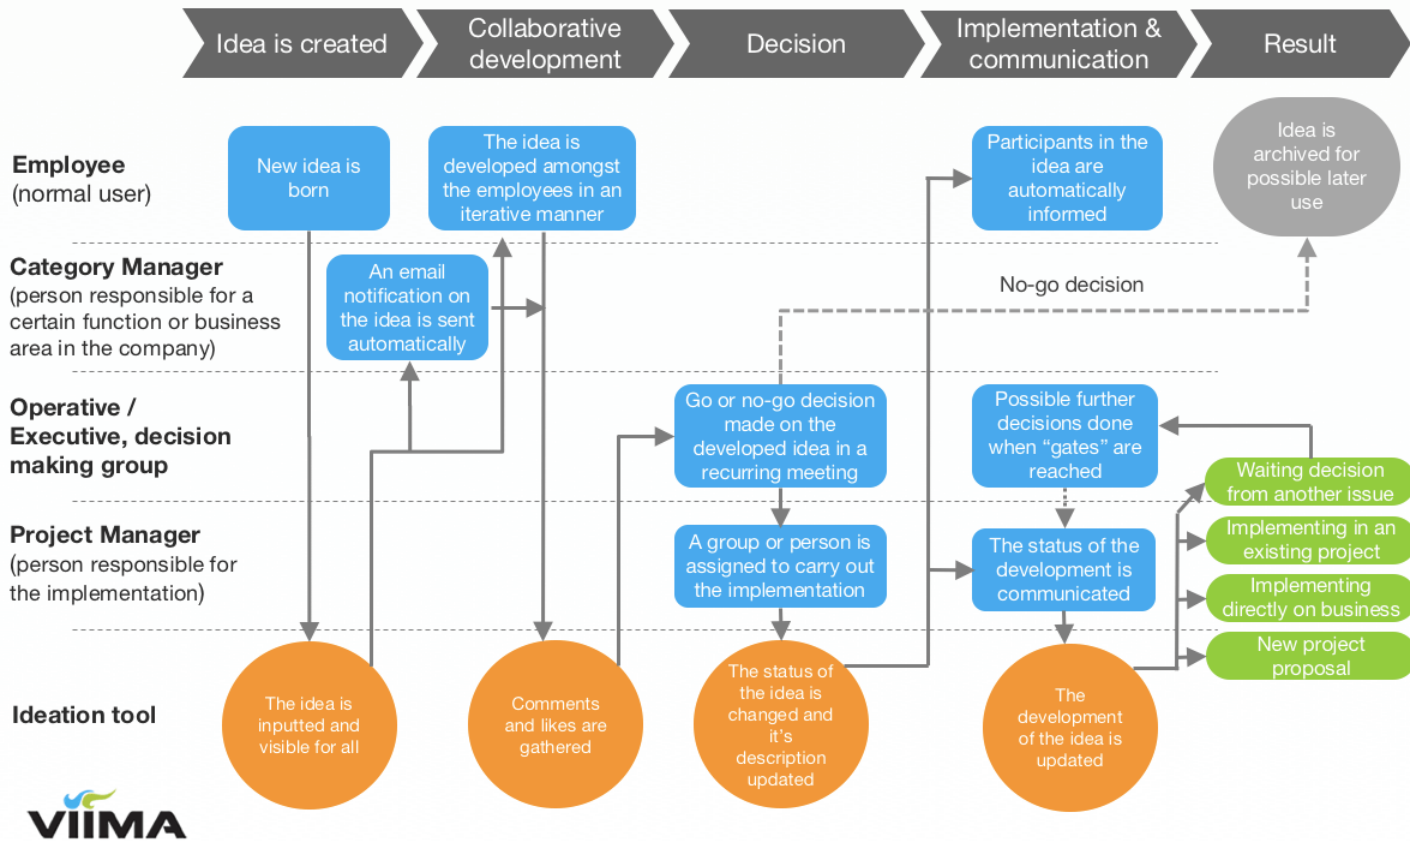 Idea is created
Collaborative
development
Decision
Implementation &
communication
Result
Employee
(normal user)
New idea is
born
The idea is
developed amongst
the employees in an
iterative manner
Participants in the
idea are
automatically
informed
Idea is
archived for
possible later
use
Category Manager
(person responsible for a
certain function or business
area in the company)
An email
notification on
the idea is sent
automatically
No-go decision
Operative /
Executive, decision
making group
Go or no-go decision
made on the
developed idea in a
recurring meeting
Possible further
decisions done
when “gates” are
reached
Waiting decision
from another issue
Project Manager
(person responsible for
the implementation)
A group or person is
assigned to carry out
the implementation
The status of the
development is
communicated
Implementing in an
existing project
Implementing
directly on business
New project
proposal
Ideation tool
The idea is
inputted and
visible for all
Comments
and likes are
gathered
The status of
the idea is
changed and
it's
description
updated
The
development
of the idea is
updated
VIIMA